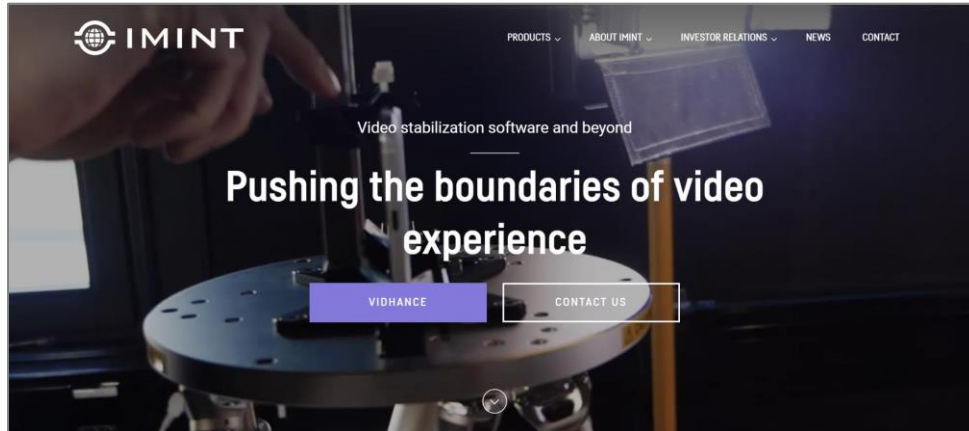 IMINT
PRODUCTS ABOUT IMINT INVESTOR RELATIONS NEWS CONTACT
Video stabilization software and beyond
Pushing the boundaries of video
experience
VIDHANCE CONTACT US